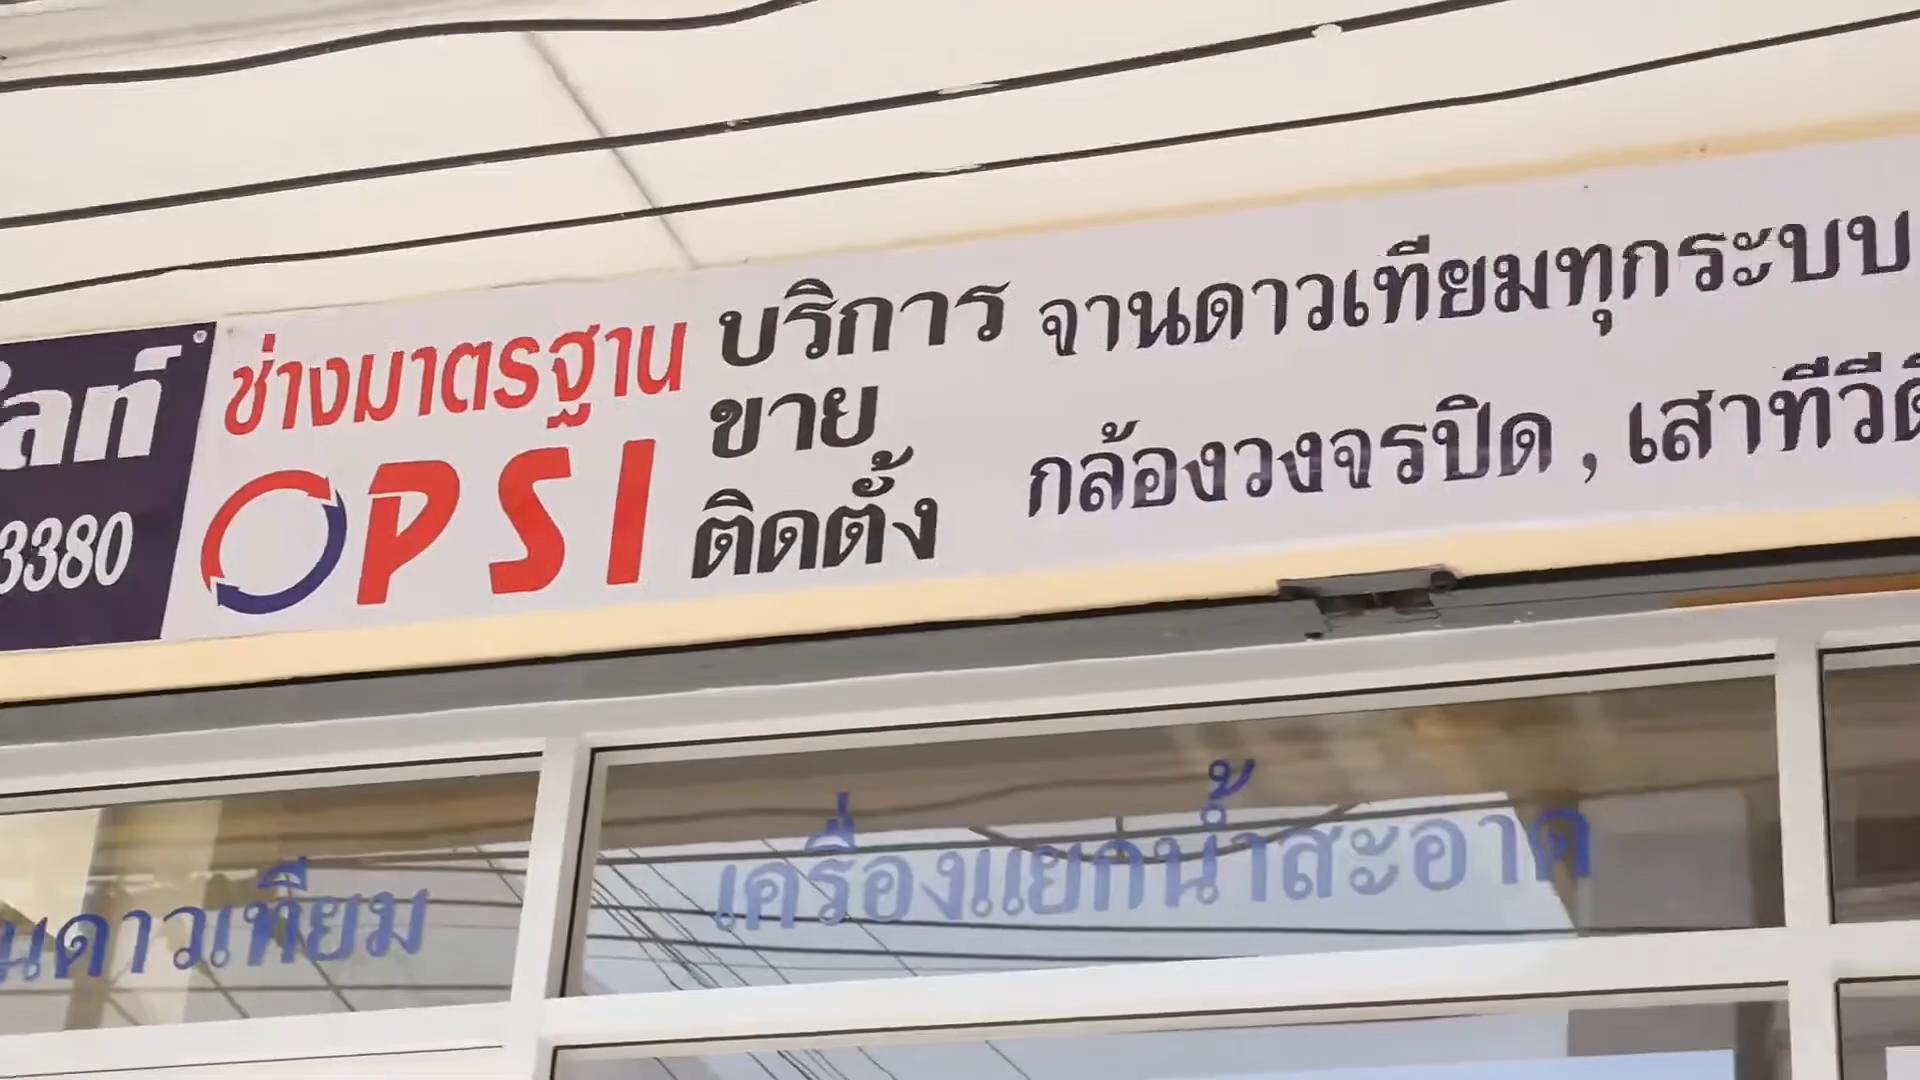 3380
ช่างมาตรฐาน
PSI
บริการ
ขาย
ติดตั้ง
จานดาวเทียมทุกระบบ
กล้องวงจรปิด , เสาทีวี
ดาวเทียม
เครื่องแยกน้ำสะอาด